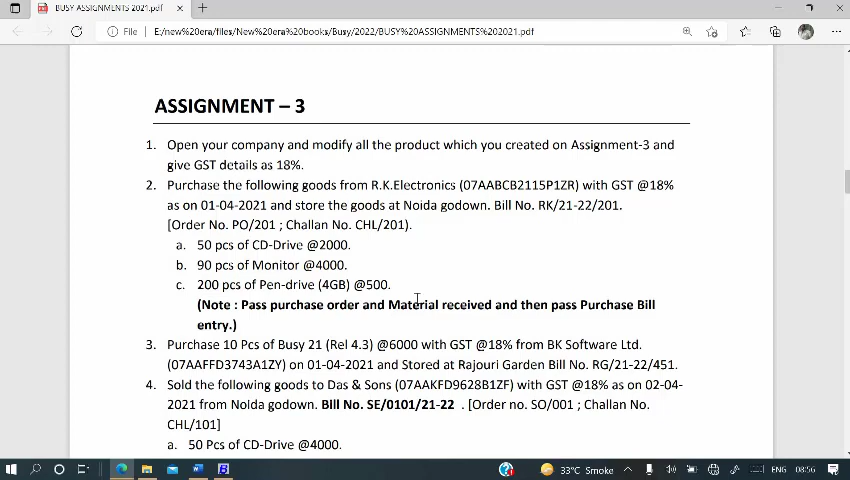 BUSY ASSIGNMENTS 2021.pdf
File
E:/new%20era/files/New%20era%20books/Busy/2022/BUSY%20ASSIGNMENTS%202021.pdf
ASSIGNMENT – 3
1. Open your company and modify all the product which you created on Assignment-3 and
give GST details as 18%.
2. Purchase the following goods from R.K.Electronics (07AABCB2115P1ZR) with GST @18%
as on 01-04-2021 and store the goods at Noida godown. Bill No. RK/21-22/201.
[Order No. PO/201 ; Challan No. CHL/201).
a. 50 pcs of CD-Drive @2000.
b. 90 pcs of Monitor @4000.
c. 200 pcs of Pen-drive (4GB) @500.
(Note : Pass purchase order and Material received and then pass Purchase Bill
entry.)
3. Purchase 10 Pcs of Busy 21 (Rel 4.3) @6000 with GST @18% from BK Software Ltd.
(07AAFFD3743A1ZY) on 01-04-2021 and Stored at Rajouri Garden Bill No. RG/21-22/451.
4. Sold the following goods to Das & Sons (07AAKFD9628B1ZF) with GST @18% as on 02-04-
2021 from Noida godown. Bill No. SE/0101/21-22 . [Order no. SO/001 ; Challan No.
CHL/101]
a. 50 Pcs of CD-Drive @4000.
33°C Smoke
ENG
08:56